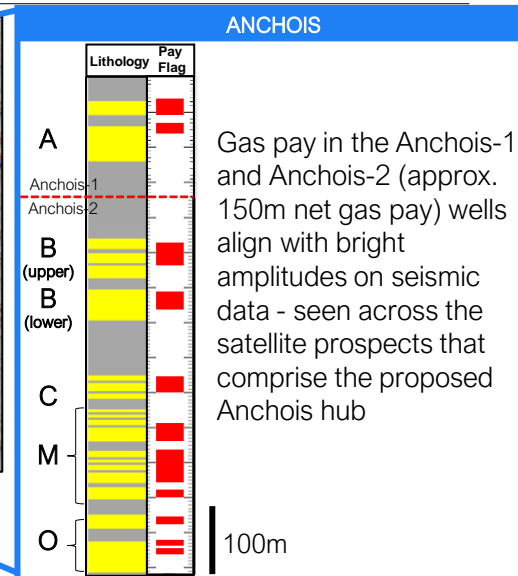 ANCHOIS
Lithology
Pay
Flag
A
Anchois-1
Anchois-2
B
(upper)
B
(lower)
C
M
O
Gas pay in the Anchois-1
and Anchois-2 (approx.
150m net gas pay) wells
align with bright
amplitudes on seismic
data - seen across the
satellite prospects that
comprise the proposed
Anchois hub
100m